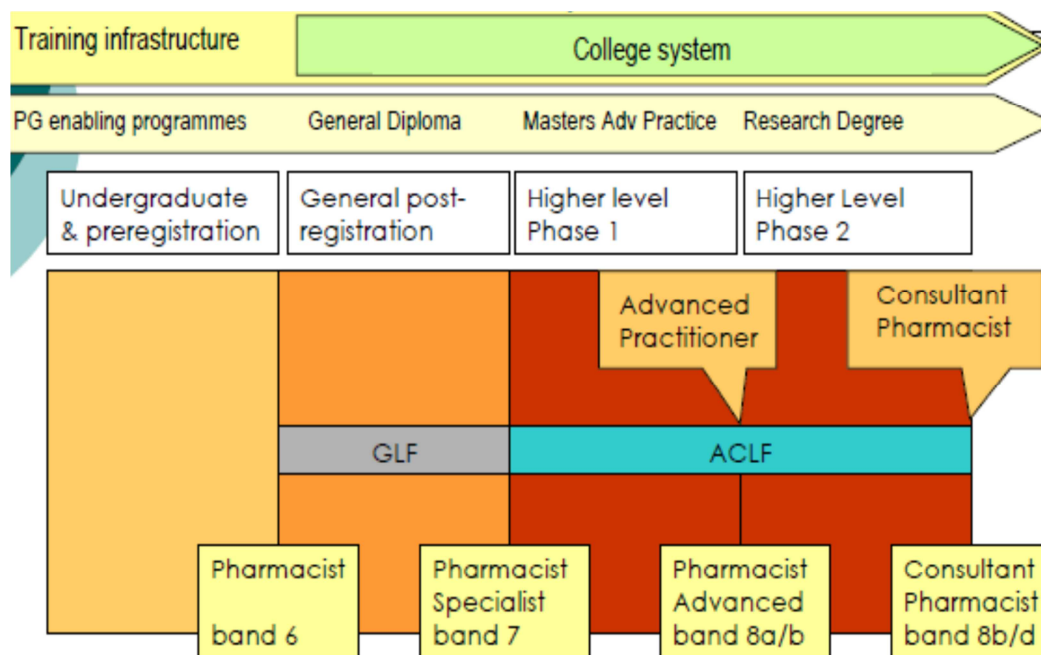 Training infrastructure
College system
PG enabling programmes
General Diploma
Masters Adv Practice
Research Degree
Undergraduate
& preregistration
General post-
registration
Higher level
Phase 1
Higher Level
Phase 2
Advanced
Practitioner
Consultant
Pharmacist
GLF
ACLF
Pharmacist
band 6
Pharmacist
Specialist
band 7
Pharmacist
Advanced
band 8a/b
Consultant
Pharmacist
band 8b/d